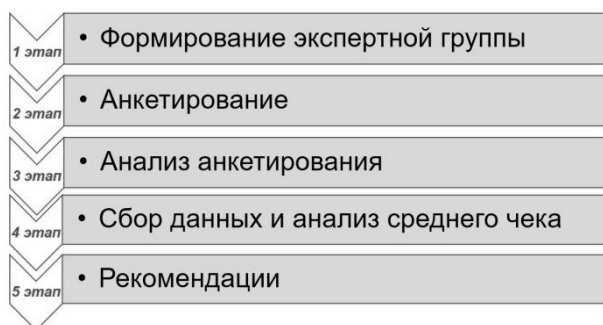 1 этап
• Формирование экспертной группы
2 этап
• Анкетирование
3 этап
• Анализ анкетирования
4 этап
• Сбор данных и анализ среднего чека
5 этап
• Рекомендации